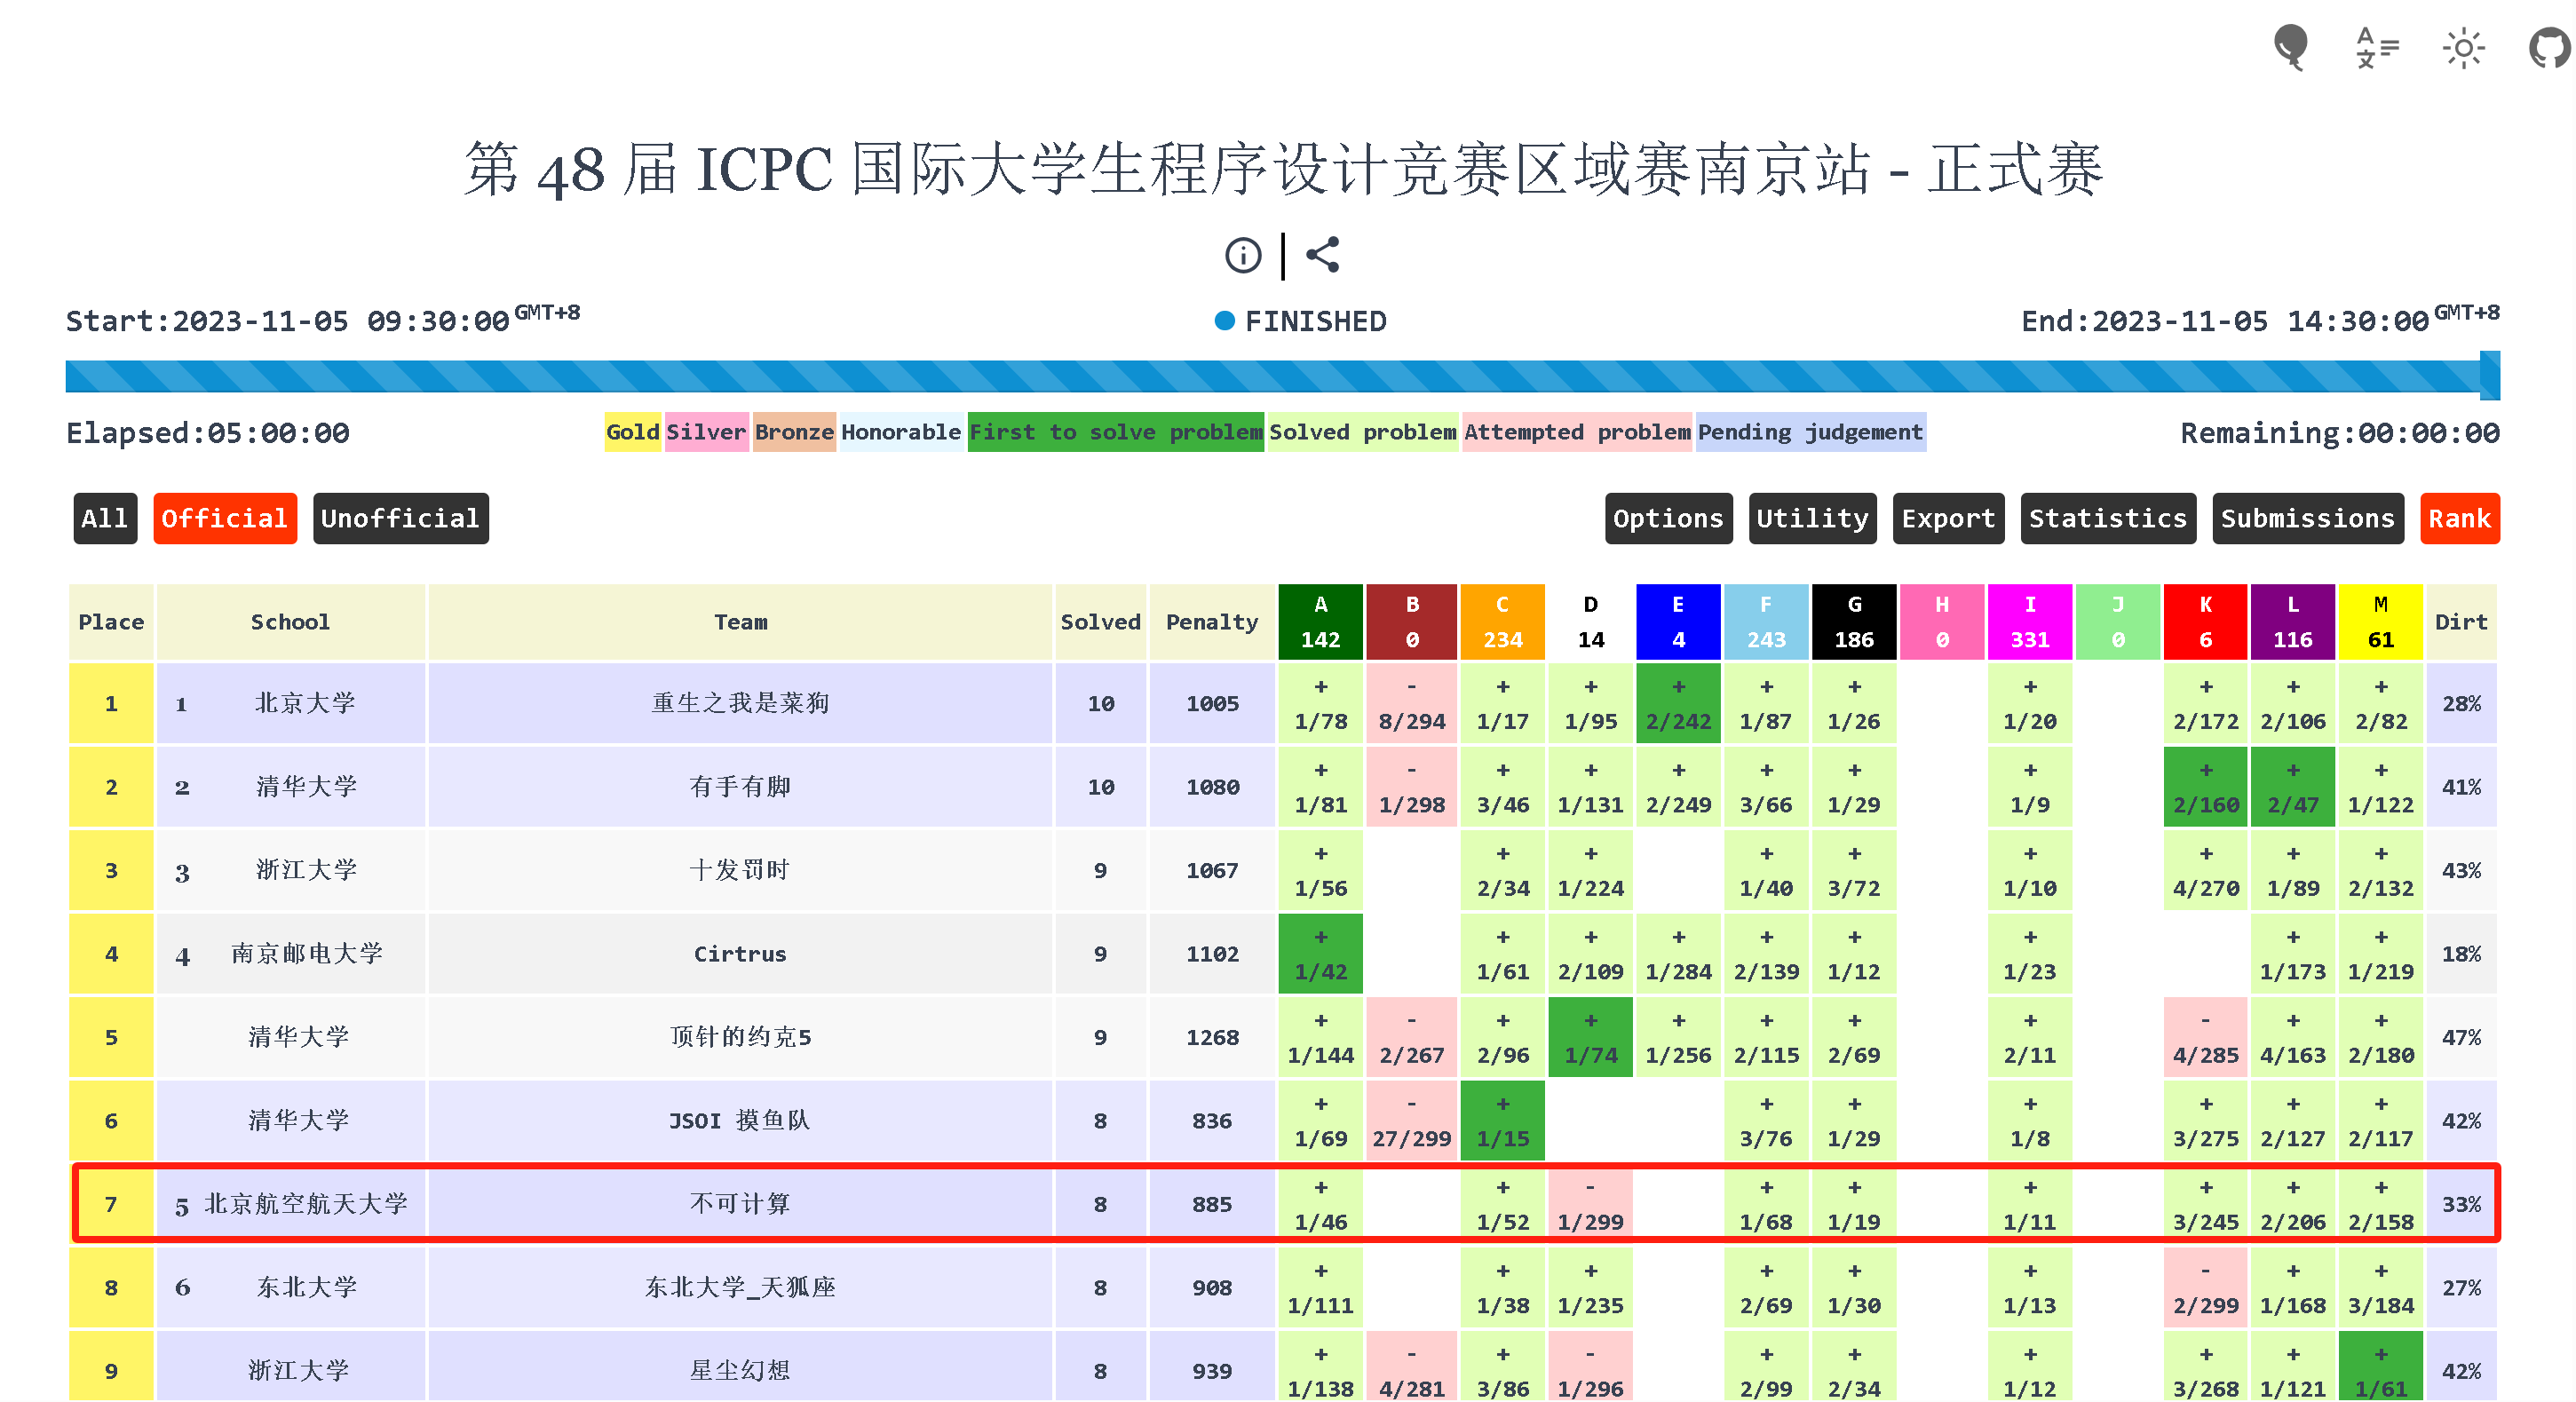 第 48 届 ICPC 国际大学生程序设计竞赛区域赛南京站 - 正式赛
Start:2023-11-05 09:30:00 GMT+8 FINISHED End:2023-11-05 14:30:00 GMT+8
Elapsed:05:00:00 Gold Silver Bronze Honorable First to solve problem Solved problem Attempted problem Pending judgement Remaining:00:00:00
All Official Unofficial Options Utility Export Statistics Submissions Rank
Place School Team Solved Penalty A B C D E F G H I J K L M Dirt
142 0 234 14 4 243 186 0 331 0 6 116 61
+ - + + + + + + + + +
1 1 北京大学 重生之我是菜狗 10 1005 1/78 8/294 1/17 1/95 2/242 1/87 1/26 1/20 2/172 2/106 2/82 28%
+ - + + + + + + + + +
2 2 清华大学 有手有脚 10 1080 1/81 1/298 3/46 1/131 2/249 3/66 1/29 1/9 2/160 2/47 1/122 41%
+ + + + + + + + +
3 3 浙江大学 十发罚时 9 1067 1/56 2/34 1/224 1/40 3/72 1/10 4/270 1/89 2/132 43%
+ + + + + + + + +
4 4 南京邮电大学 Cirtrus 9 1102 1/42 1/61 2/109 1/284 2/139 1/12 1/23 1/173 1/219 18%
+ - + + + + + + - + +
5 清华大学 顶针的约克5 9 1268 1/144 2/267 2/96 1/74 1/256 2/115 2/69 2/11 4/285 4/163 2/180 47%
+ - + + + + + + +
6 清华大学 JSOI 摸鱼队 8 836 1/69 27/299 1/15 3/76 1/29 1/8 3/275 2/127 2/117 42%
+ + - + + + + + +
7 5 北京航空航天大学 不可计算 8 885 1/46 1/52 1/299 1/68 1/19 1/11 3/245 2/206 2/158 33%
+ + + + + + - + +
8 6 东北大学 东北大学_天狐座 8 908 1/111 1/38 1/235 2/69 1/30 1/13 2/299 1/168 3/184 27%
+ - + - + + + + + +
9 浙江大学 星尘幻想 8 939 1/138 4/281 3/86 1/296 2/99 2/34 1/12 3/268 1/121 1/61 42%